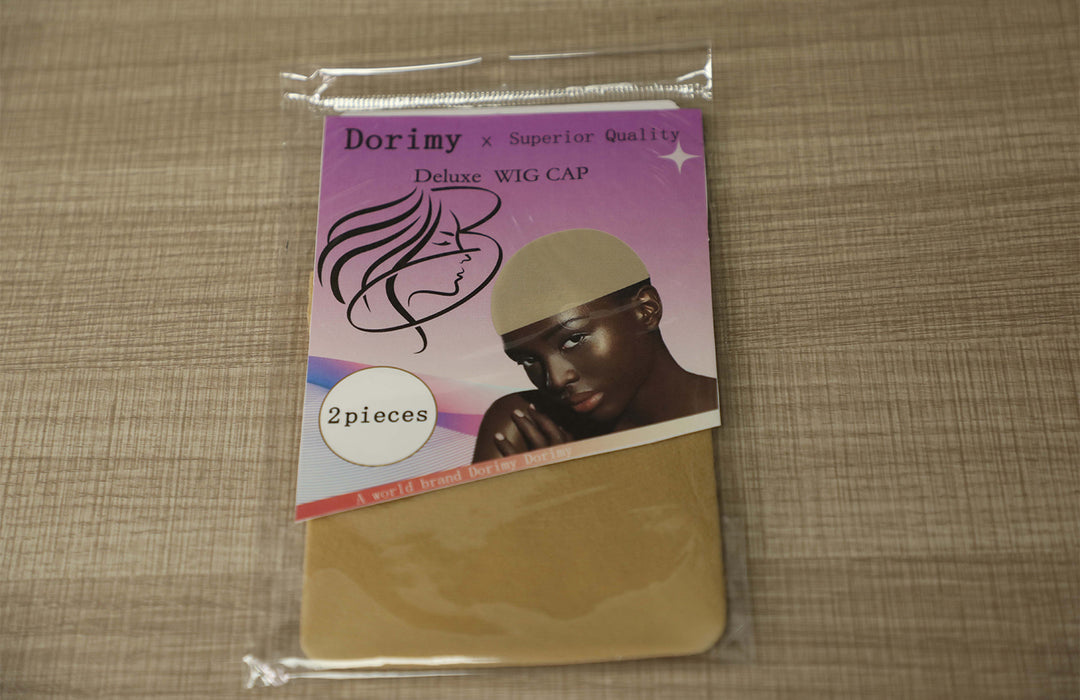 Dorimy x Superior Quality
Deluxe WIG CAP
2pieces
A world brand Dorimy Dorimy